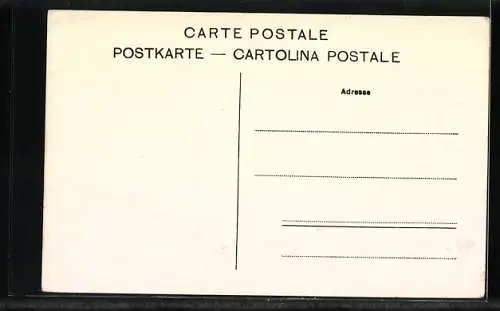 CARTE POSTALE
POSTKARTE — CARTOLINA POSTALE
Adresse